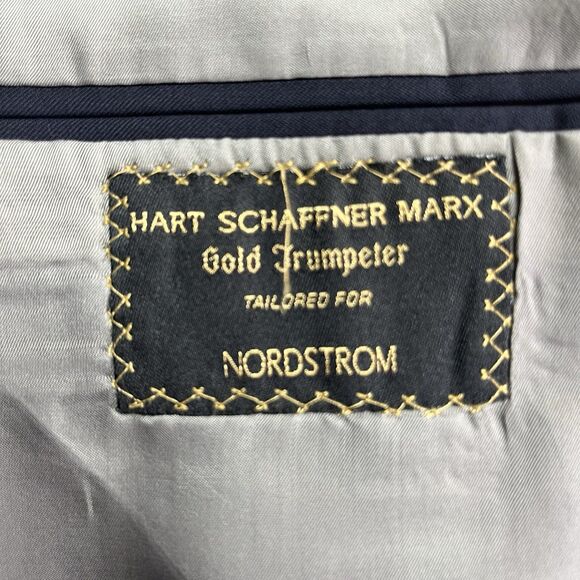 HART SCHAFFNER MARX
Gold Trumpeter
TAILORED FOR
NORDSTROM